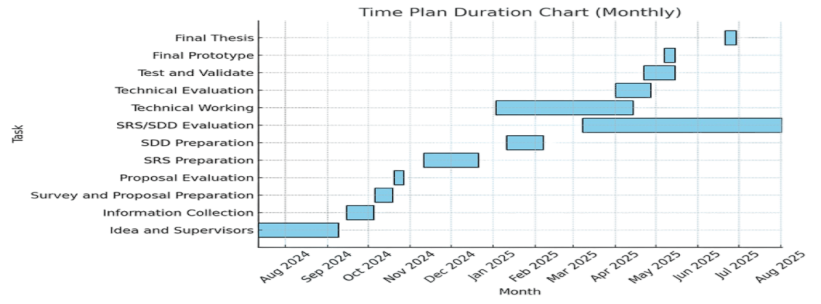 Time Plan Duration Chart (Monthly)
Task
Final Thesis
Final Prototype
Test and Validate
Technical Evaluation
Technical Working
SRS/SDD Evaluation
SDD Preparation
SRS Preparation
Proposal Evaluation
Survey and Proposal Preparation
Information Collection
Idea and Supervisors
Aug 2024
Sep 2024
Oct 2024
Nov 2024
Dec 2024
Jan 2025
Feb 2025
Mar 2025
Apr 2025
May 2025
Jun 2025
Jul 2025
Aug 2025
Month